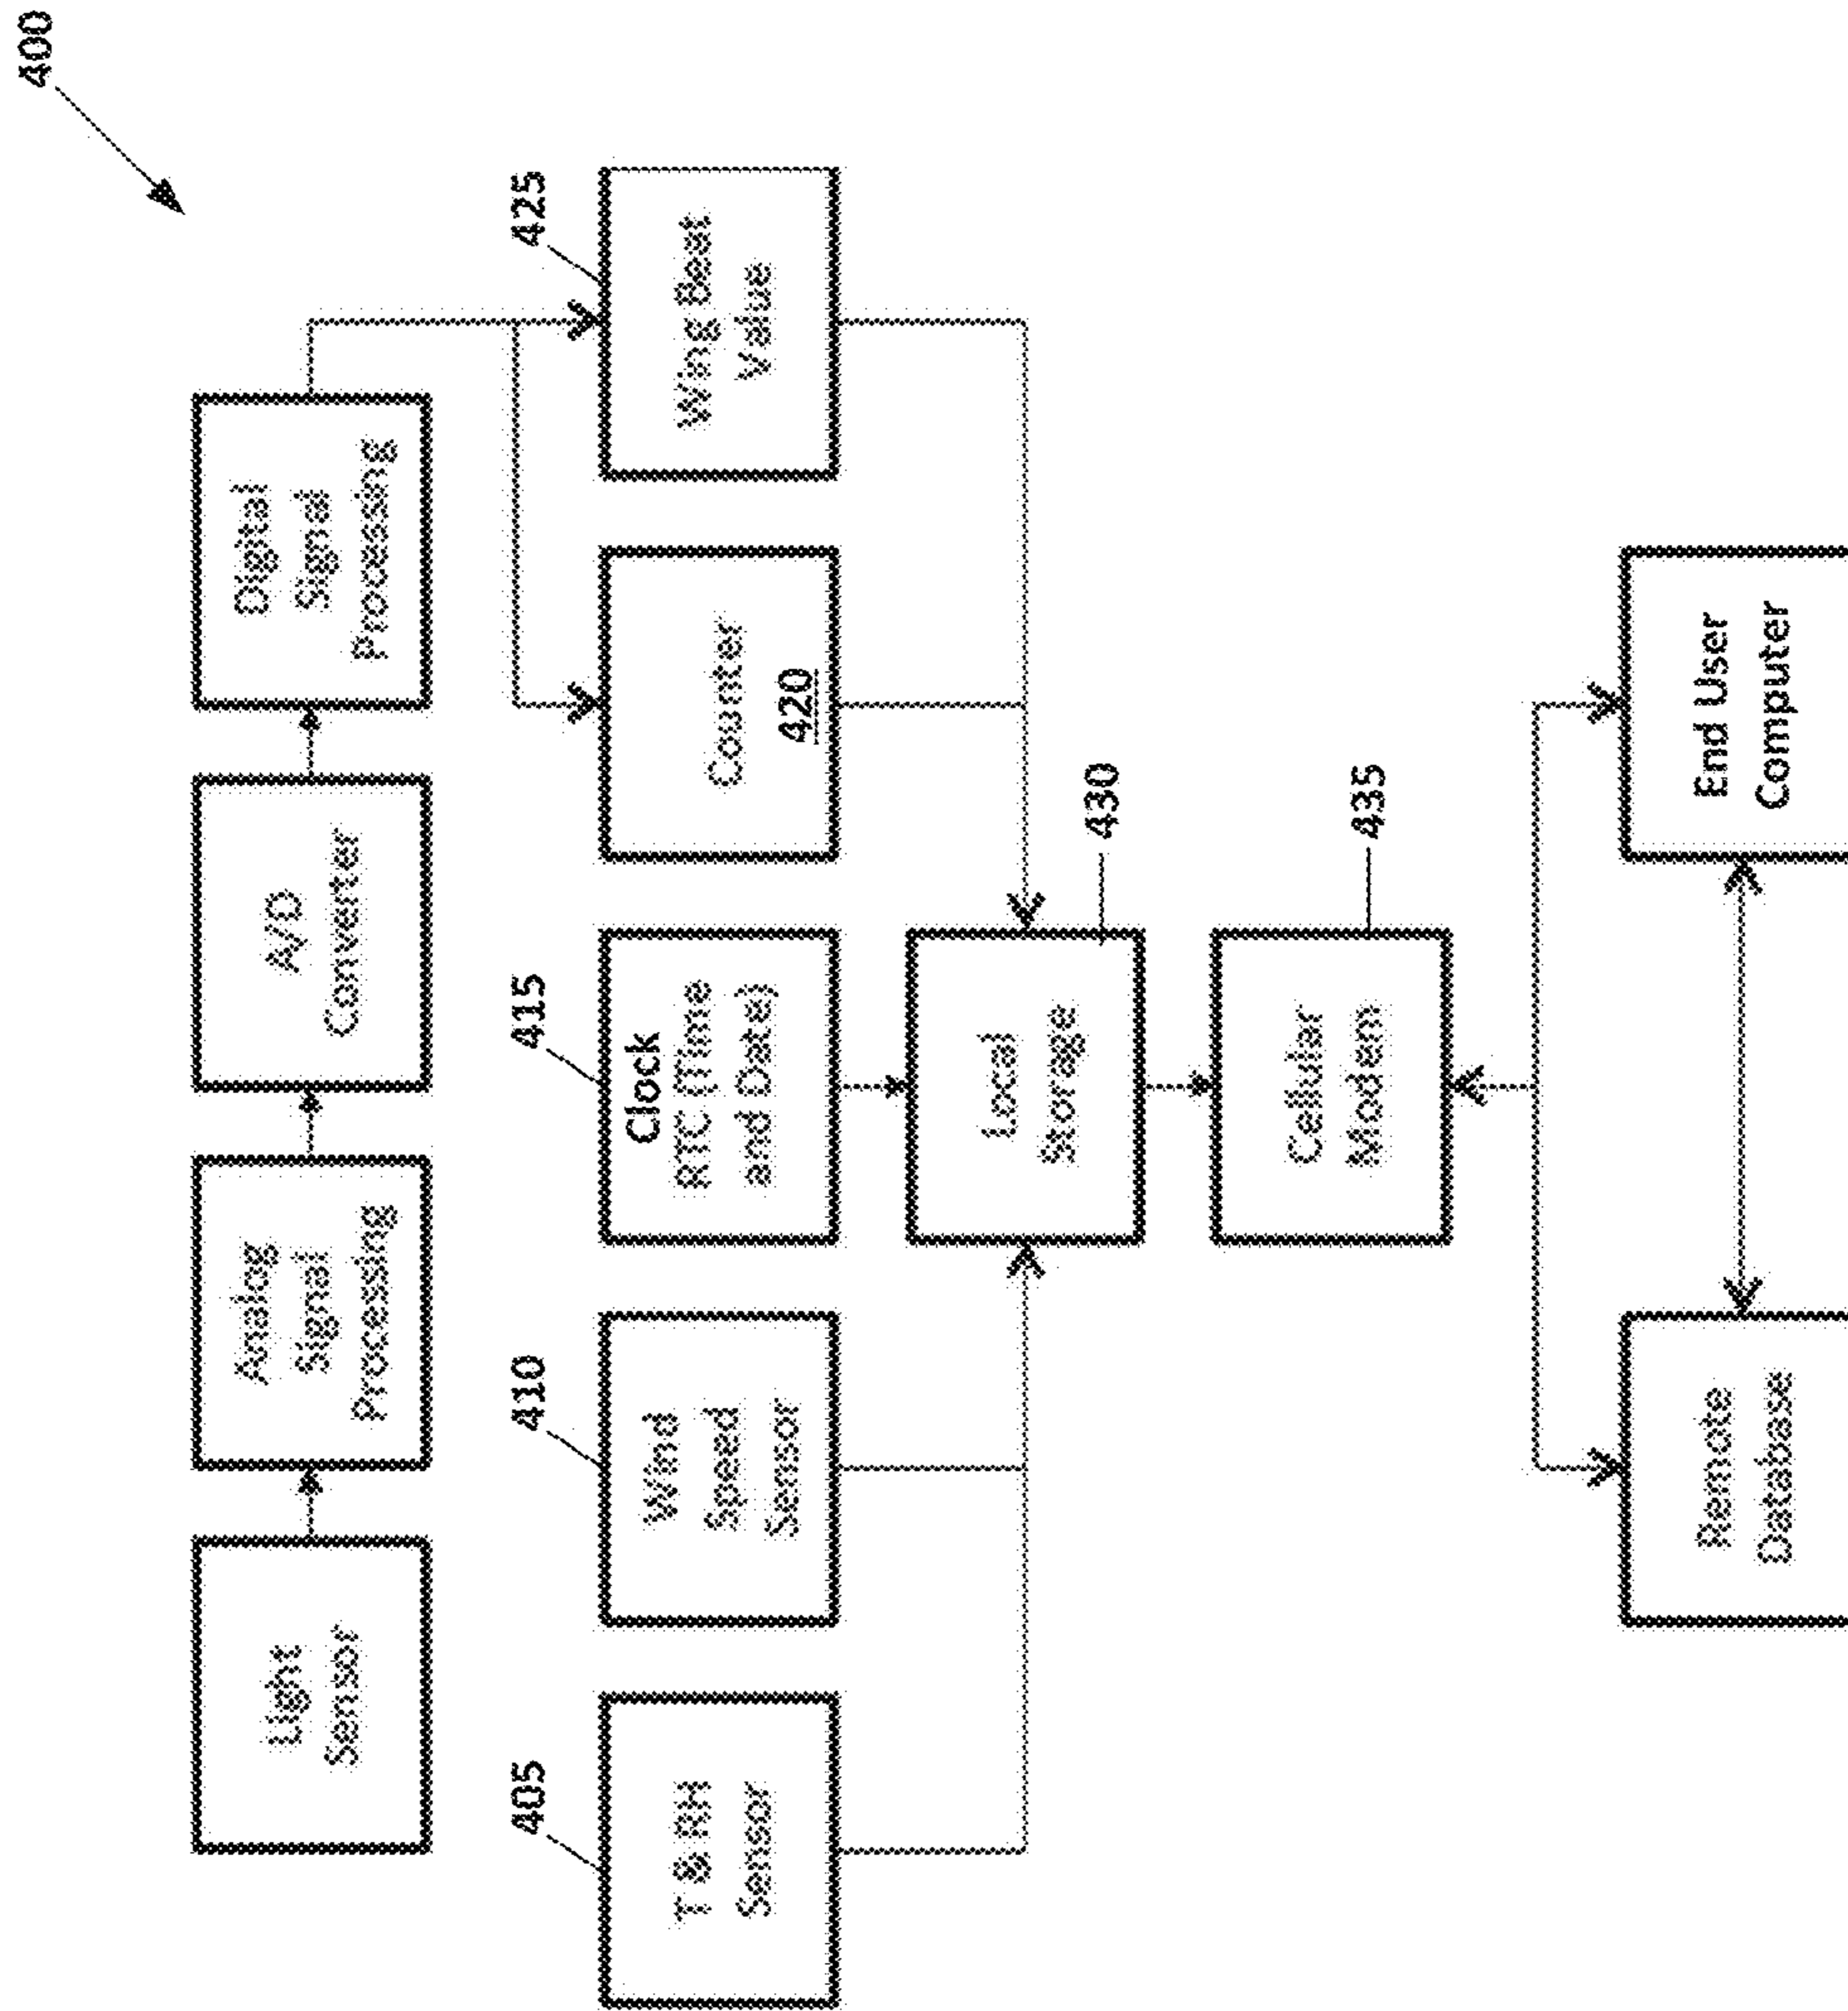 400
Light
Sensor
Analog
Signal
Processing
A/D
Converter
Digital
Signal
Processing
405
T & RH
Sensor
410
Wind
Speed
Sensor
415
Clock
RTC (Time
and Date)
Counter
420
425
Wing Beat
Value
Local
Storage
430
Cellular
Modem
435
Remote
Database
End User
Computer